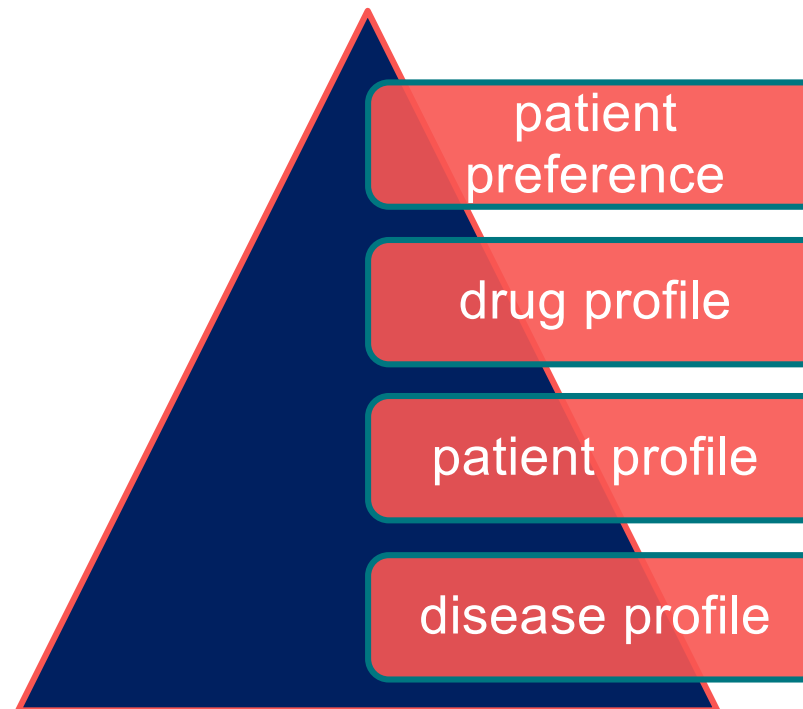 patient
preference
drug profile
patient profile
disease profile